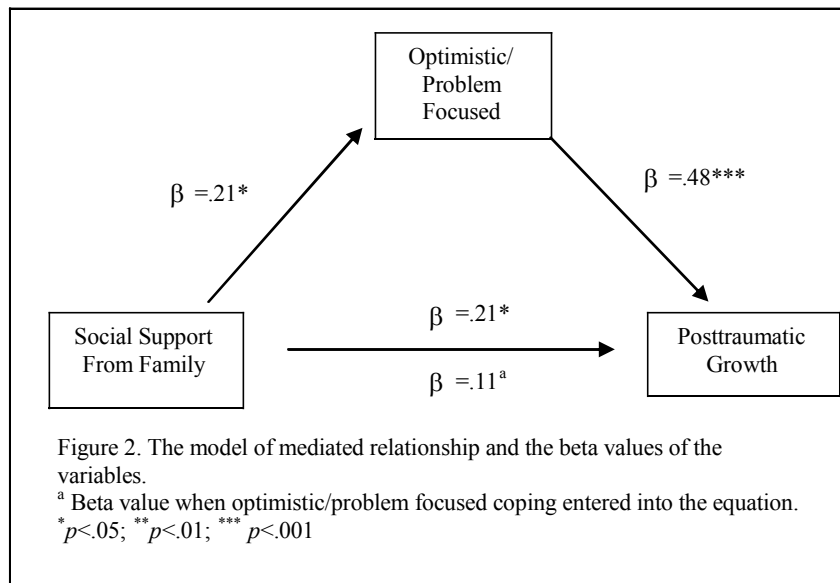 Optimistic/
Problem
Focused
β =.21*
β =.48***
Social Support
From Family
β =.21*
β =.11ᵃ
Posttraumatic
Growth
Figure 2. The model of mediated relationship and the beta values of the
variables.
ᵃ Beta value when optimistic/problem focused coping entered into the equation.
*p<.05; **p<.01; *** p<.001